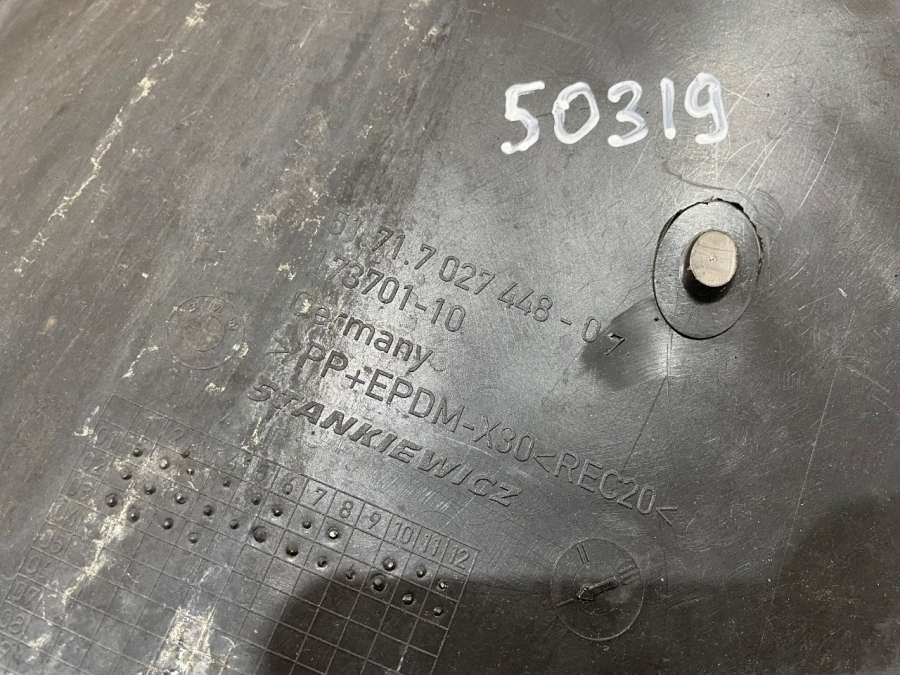 50319
51.71.7 027 448 - 07
73701-10
Germany
>PP+EPDM-X30<REC20<
STANKIEWICZ
6 7 8 9 10 11 12